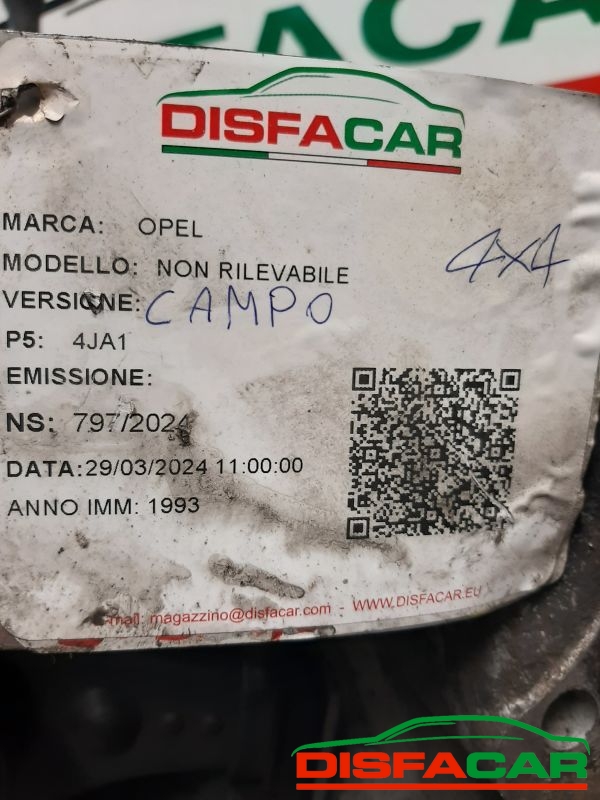 FACAR
DISFACAR
MARCA: OPEL
MODELLO: NON RILEVABILE 4x4
VERSIONE: CAMPO
P5: 4JA1
EMISSIONE:
NS: 797/2024
DATA:29/03/2024 11:00:00
ANNO IMM: 1993
mail: magazzino@disfacar.com - WWW.DISFACAR.EU
DISFACAR